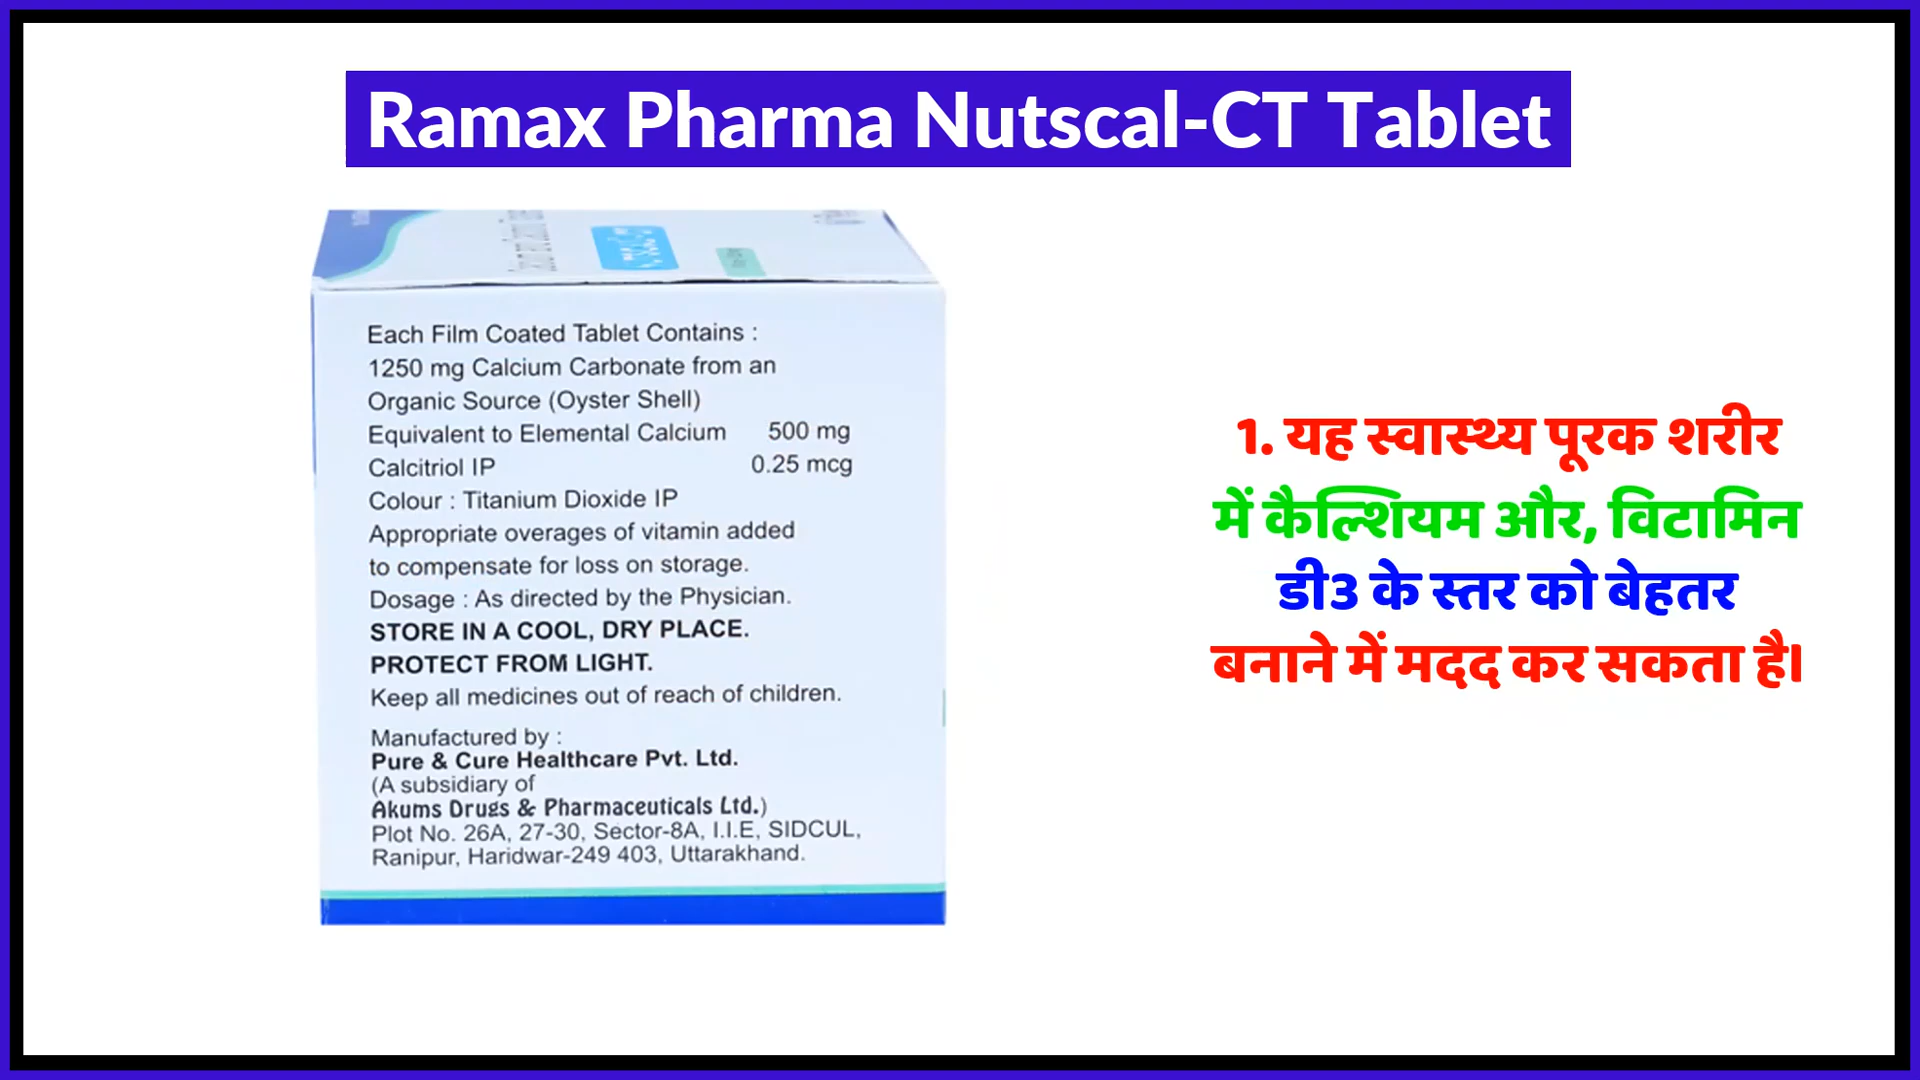 Ramax Pharma Nutscal-CT Tablet
Each Film Coated Tablet Contains :
1250 mg Calcium Carbonate from an
Organic Source (Oyster Shell)
Equivalent to Elemental Calcium 500 mg
Calcitriol IP 0.25 mcg
Colour : Titanium Dioxide IP
Appropriate overages of vitamin added
to compensate for loss on storage.
Dosage : As directed by the Physician.
STORE IN A COOL, DRY PLACE.
PROTECT FROM LIGHT.
Keep all medicines out of reach of children.
Manufactured by :
Pure & Cure Healthcare Pvt. Ltd.
(A subsidiary of
Akums Drugs & Pharmaceuticals Ltd.)
Plot No. 26A, 27-30, Sector-8A, I.I.E, SIDCUL,
Ranipur, Haridwar-249 403, Uttarakhand.
1. यह स्वास्थ्य पूरक शरीर
में कैल्शियम और, विटामिन
डी3 के स्तर को बेहतर
बनाने में मदद कर सकता है।